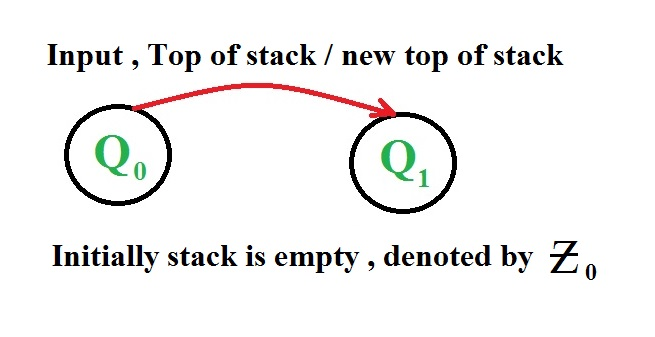 Input , Top of stack / new top of stack
Q0 Q1
Initially stack is empty , denoted by Z0